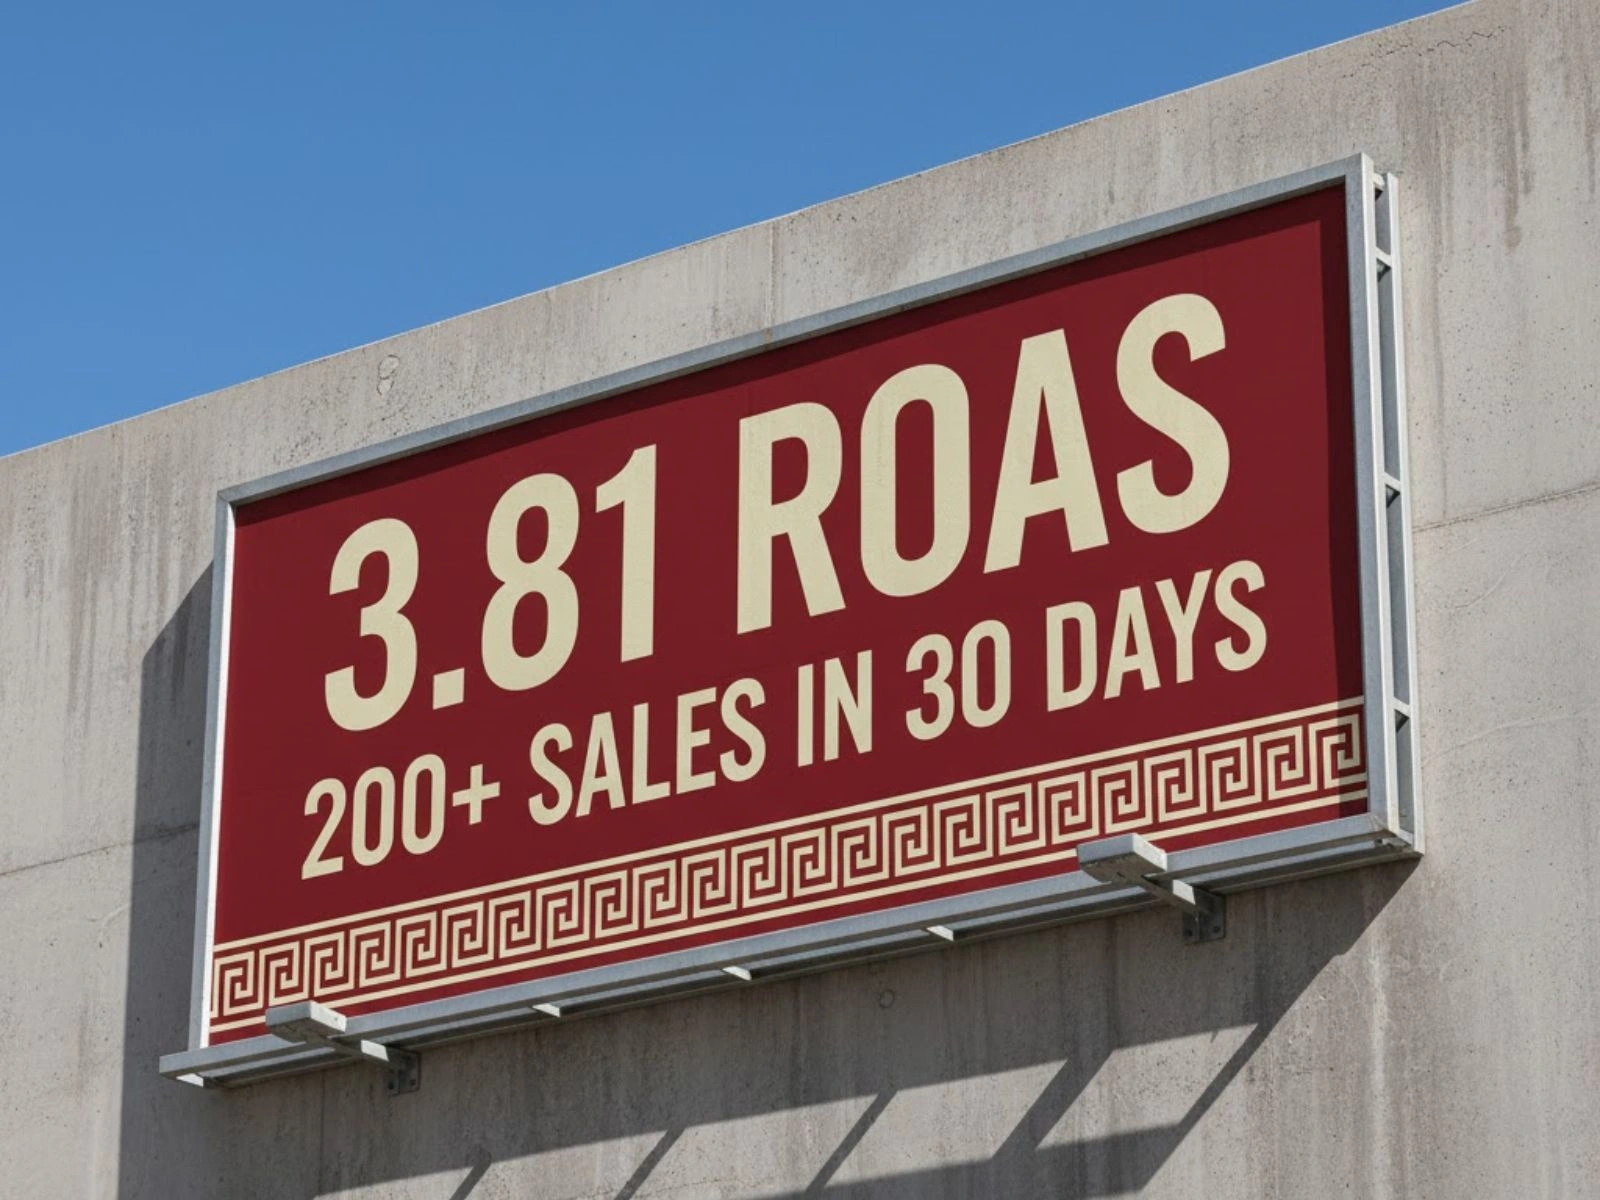 3.81 ROAS
200+ SALES IN 30 DAYS